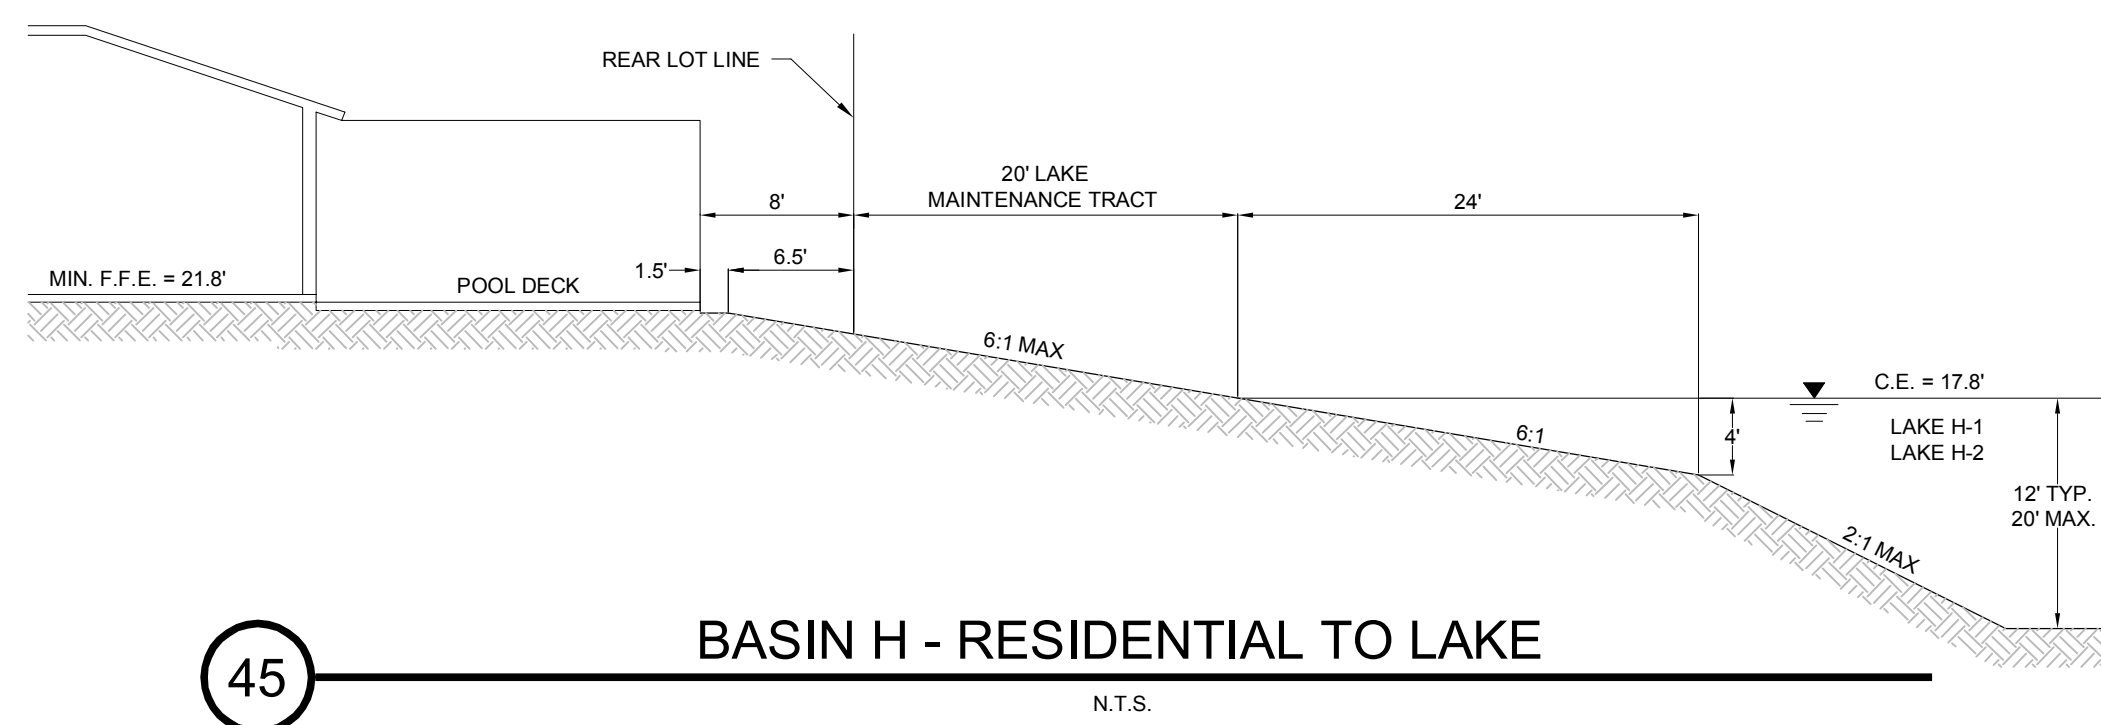 REAR LOT LINE
20' LAKE
MAINTENANCE TRACT
8'
24'
1.5'
6.5'
MIN. F.F.E. = 21.8'
POOL DECK
6:1 MAX
C.E. = 17.8'
6:1
4'
LAKE H-1
LAKE H-2
12' TYP.
20' MAX.
2:1 MAX
BASIN H - RESIDENTIAL TO LAKE
45
N.T.S.